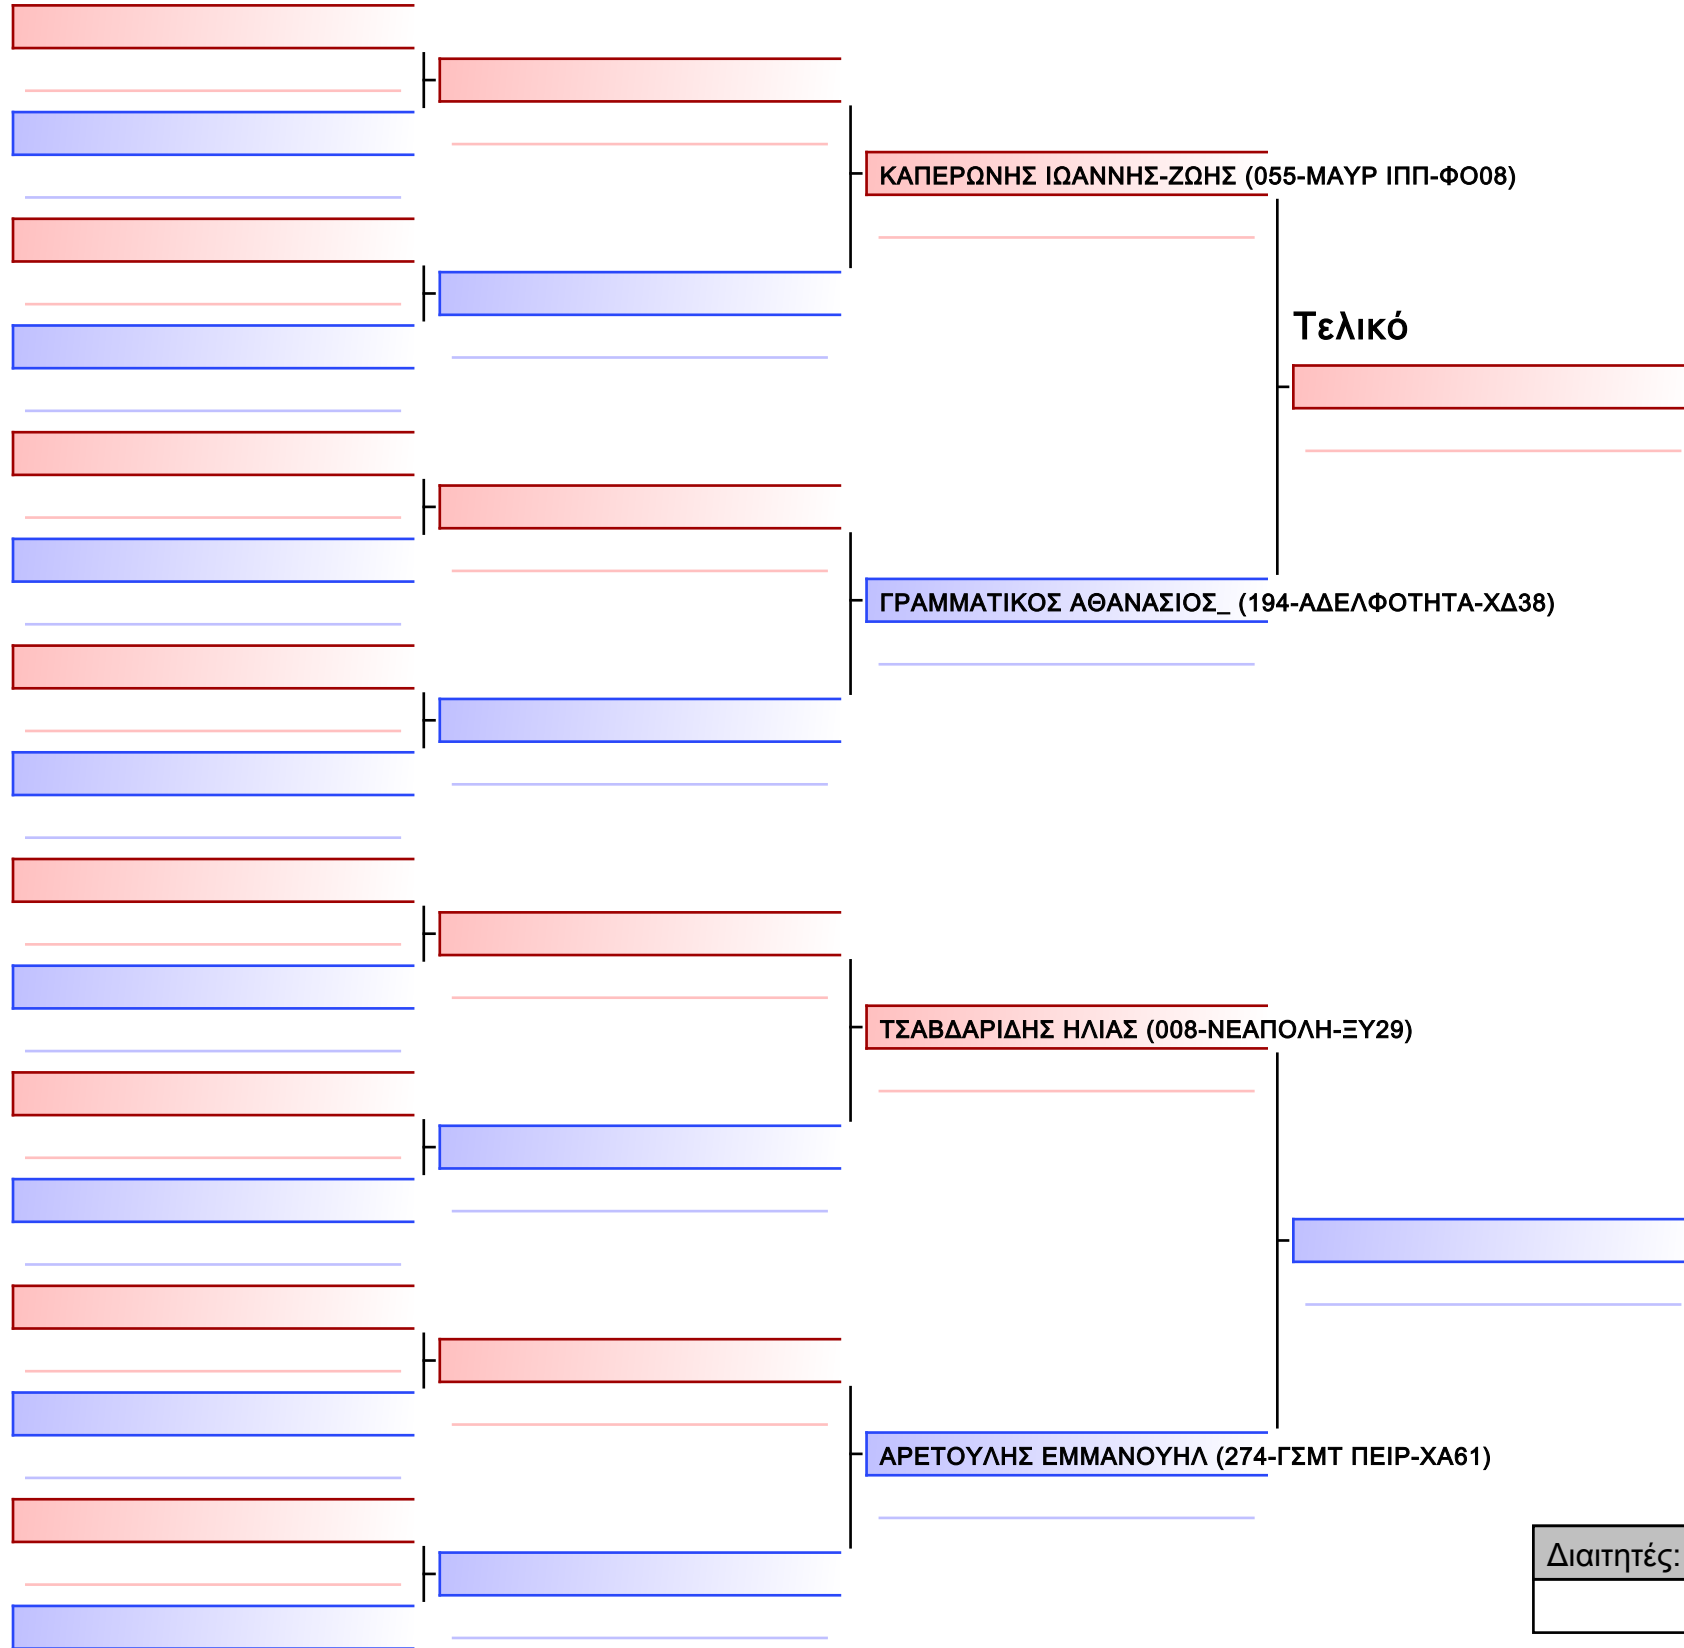 ΚΑΠΕΡΩΝΗΣ ΙΩΑΝΝΗΣ-ΖΩΗΣ (055-ΜΑΥΡ ΙΠΠ-ΦΟ08)
Τελικό
ΓΡΑΜΜΑΤΙΚΟΣ ΑΘΑΝΑΣΙΟΣ_ (194-ΑΔΕΛΦΟΤΗΤΑ-ΧΔ38)
ΤΣΑΒΔΑΡΙΔΗΣ ΗΛΙΑΣ (008-ΝΕΑΠΟΛΗ-ΞΥ29)
ΑΡΕΤΟΥΛΗΣ ΕΜΜΑΝΟΥΗΛ (274-ΓΣΜΤ ΠΕΙΡ-ΧΑ61)
Διαιτητές: